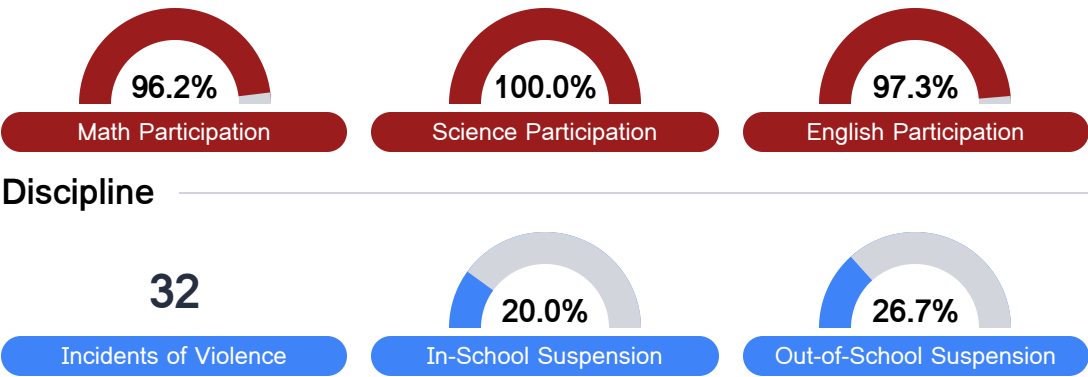 96.2% 100.0% 97.3%
Math Participation Science Participation English Participation
Discipline
32 20.0% 26.7%
Incidents of Violence In-School Suspension Out-of-School Suspension